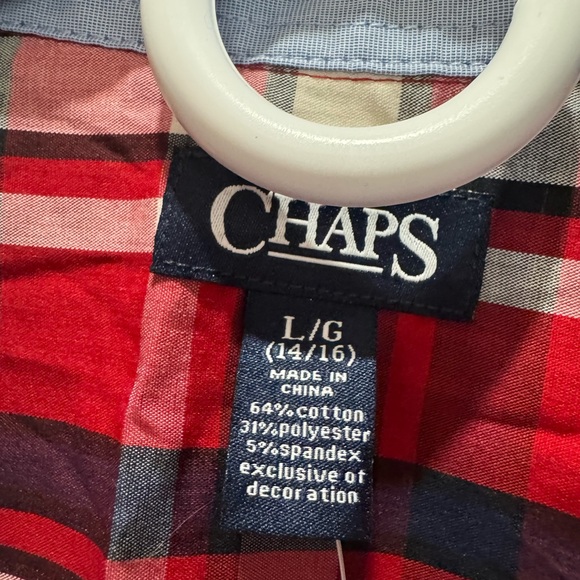 CHAPS
L/G
(14/16)
MADE IN
CHINA
64%cotton
31%polyester
5%spandex
exclusive of
decoration